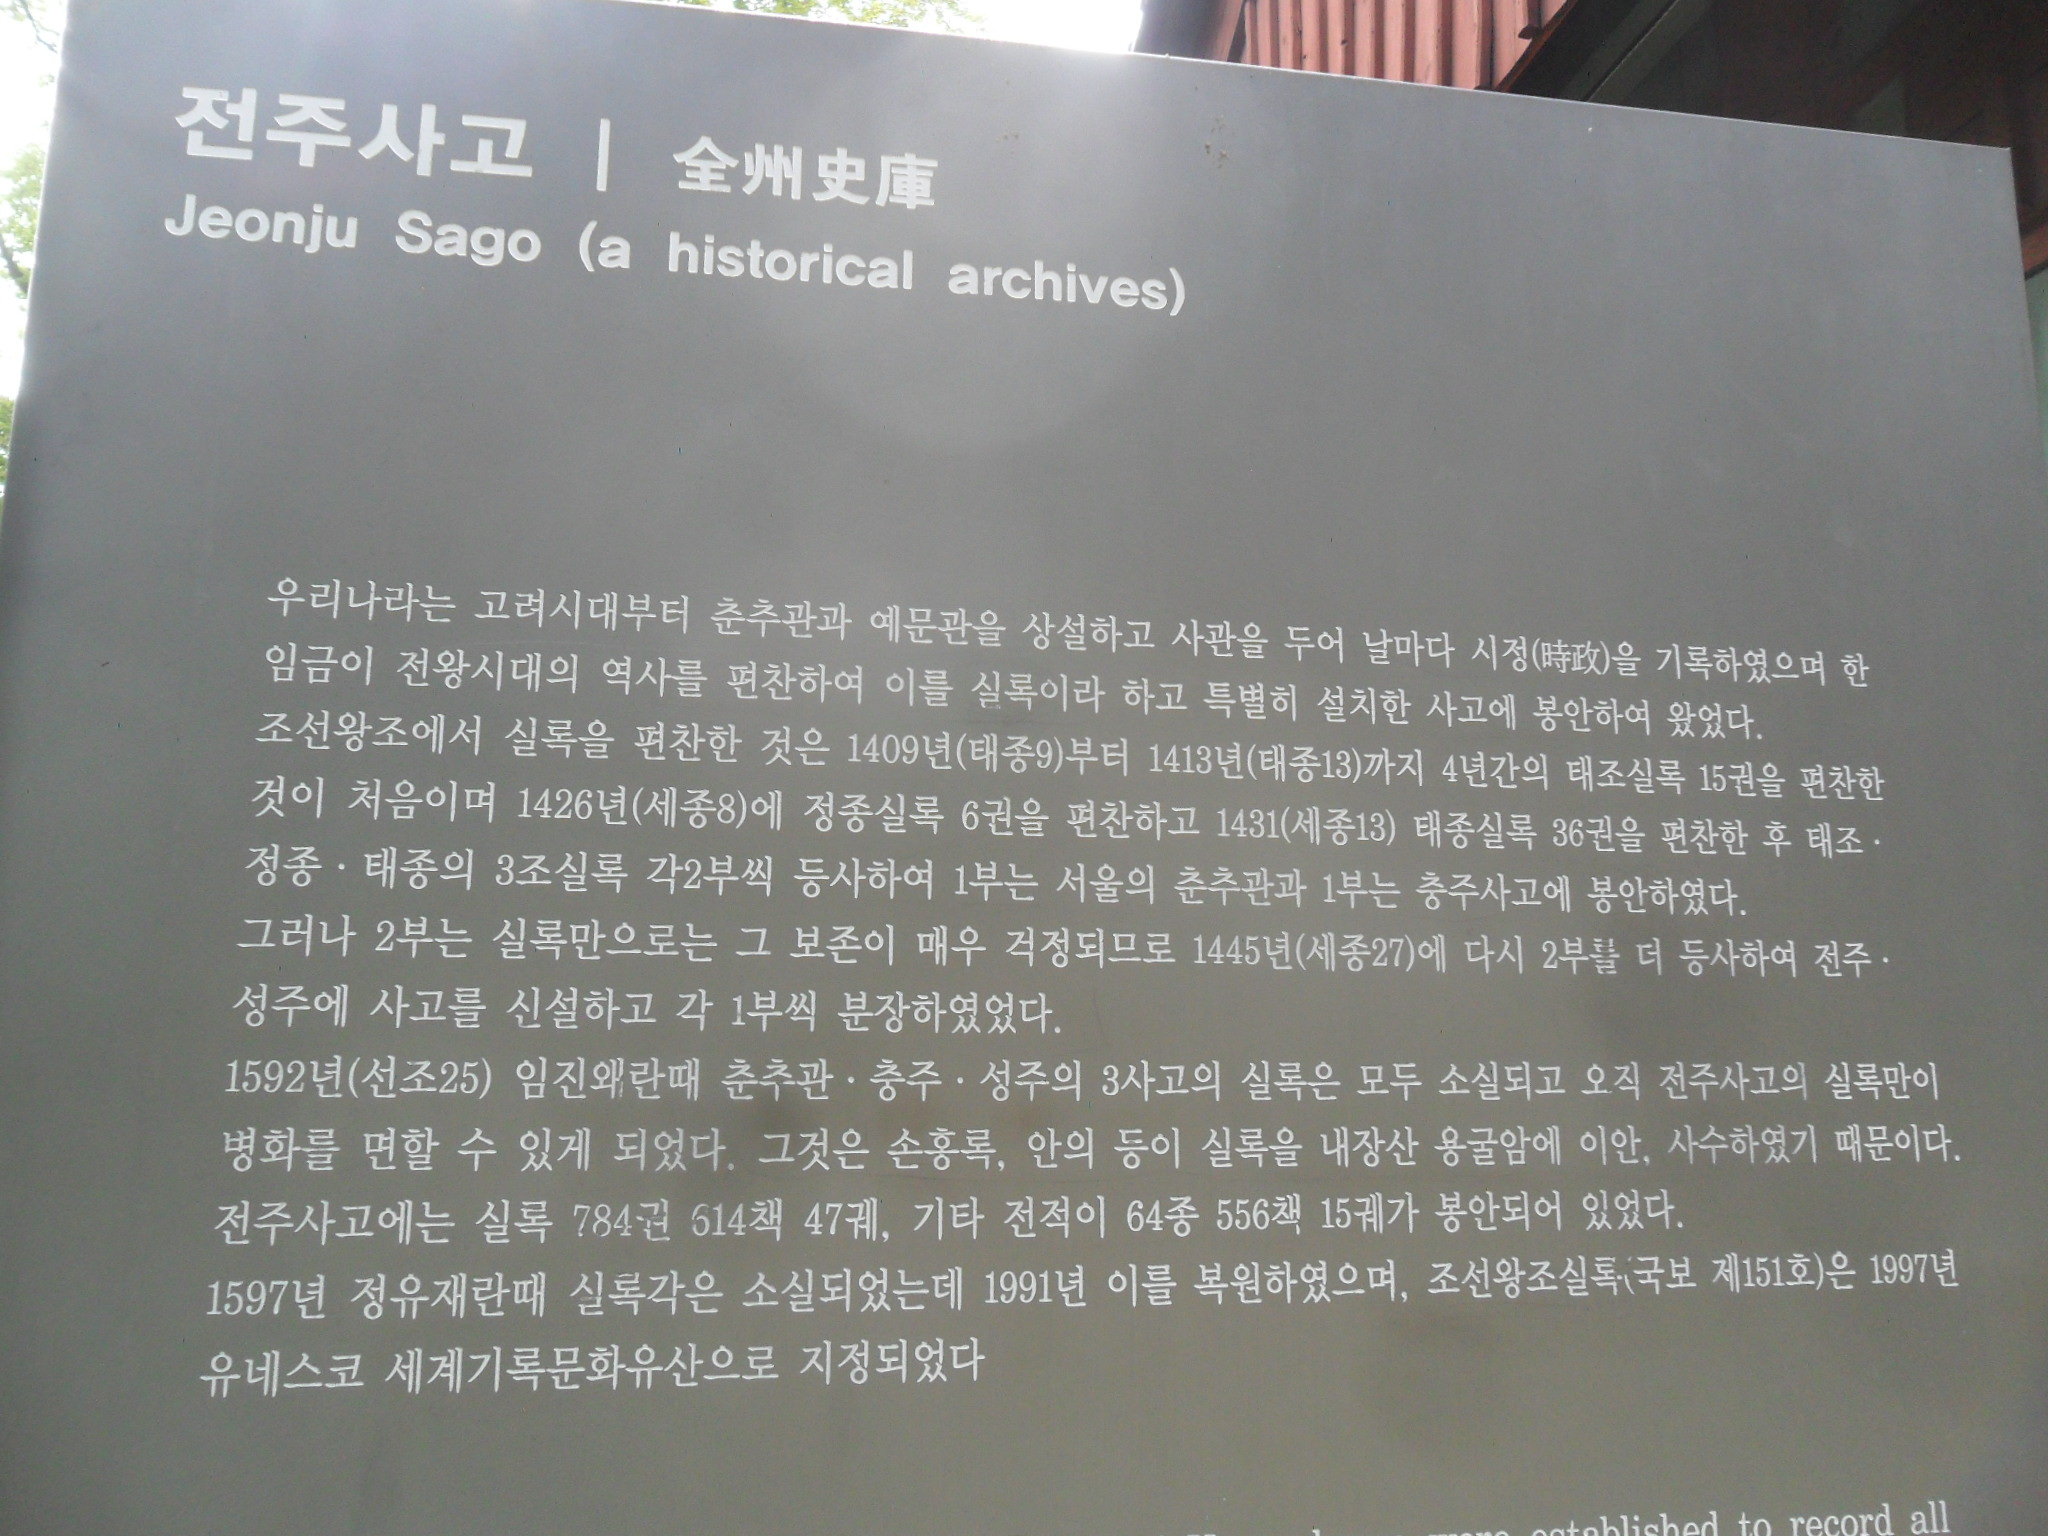 전주사고 | 全州史庫
Jeonju Sago (a historical archives)
우리나라는 고려시대부터 춘추관과 예문관을 상설하고 사관을 두어 날마다 시정(時政)을 기록하였으며 한
임금이 전왕시대의 역사를 편찬하여 이를 실록이라 하고 특별히 설치한 사고에 봉안하여 왔었다.
조선왕조에서 실록을 편찬한 것은 1409년(태종9)부터 1413년(태종13)까지 4년간의 태조실록 15권을 편찬한
것이 처음이며 1426년(세종8)에 정종실록 6권을 편찬하고 1431(세종13) 태종실록 36권을 편찬한 후 태조·
정종·태종의 3조실록 각2부씩 등사하여 1부는 서울의 춘추관과 1부는 충주사고에 봉안하였다.
그러나 2부는 실록만으로는 그 보존이 매우 걱정되므로 1445년(세종27)에 다시 2부를 더 등사하여 전주·
성주에 사고를 신설하고 각 1부씩 분장하였었다.
1592년(선조25) 임진왜란때 춘추관·충주·성주의 3사고의 실록은 모두 소실되고 오직 전주사고의 실록만이
병화를 면할 수 있게 되었다. 그것은 손홍록, 안의 등이 실록을 내장산 용굴암에 이안, 사수하였기 때문이다.
전주사고에는 실록 784권 614책 47궤, 기타 전적이 64종 556책 15궤가 봉안되어 있었다.
1597년 정유재란때 실록각은 소실되었는데 1991년 이를 복원하였으며, 조선왕조실록(국보 제151호)은 1997년
유네스코 세계기록문화유산으로 지정되었다
were established to record all